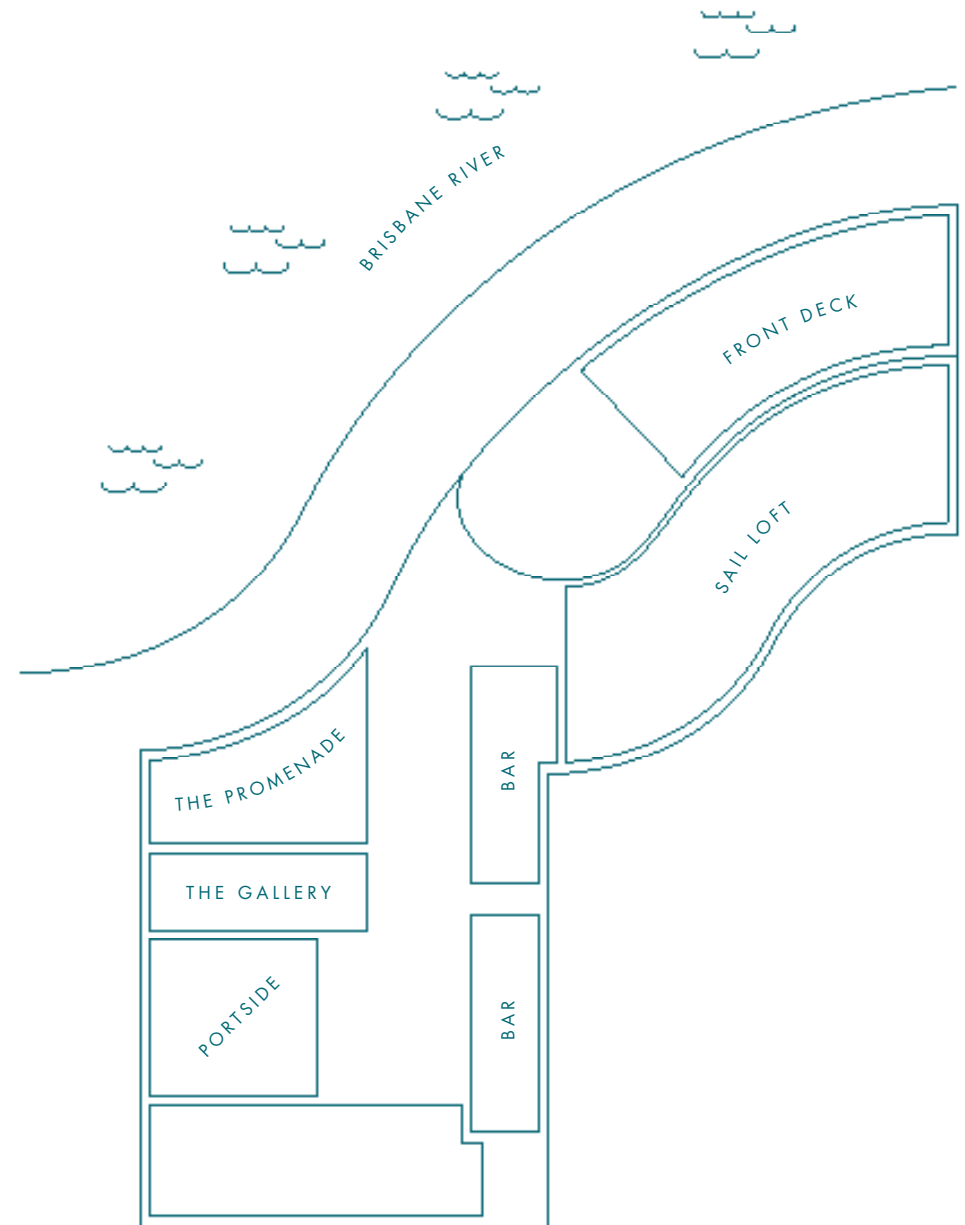 BRISBANE RIVER
FRONT DECK
SAIL LOFT
THE PROMENADE
BAR
THE GALLERY
PORTSIDE
BAR